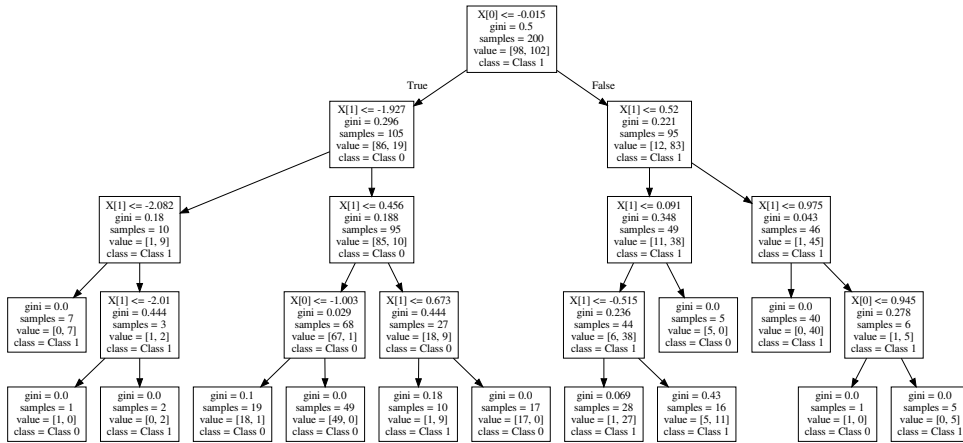 X[0] <= -0.015
gini = 0.5
samples = 200
value = [98, 102]
class = Class 1
True
False
X[1] <= -1.927
gini = 0.296
samples = 105
value = [86, 19]
class = Class 0
X[1] <= 0.52
gini = 0.221
samples = 95
value = [12, 83]
class = Class 1
X[1] <= -2.082
gini = 0.18
samples = 10
value = [1, 9]
class = Class 1
X[1] <= 0.456
gini = 0.188
samples = 95
value = [85, 10]
class = Class 0
X[1] <= 0.091
gini = 0.348
samples = 49
value = [11, 38]
class = Class 1
X[1] <= 0.975
gini = 0.043
samples = 46
value = [1, 45]
class = Class 1
gini = 0.0
samples = 7
value = [0, 7]
class = Class 1
X[1] <= -2.01
gini = 0.444
samples = 3
value = [1, 2]
class = Class 1
X[0] <= -1.003
gini = 0.029
samples = 68
value = [67, 1]
class = Class 0
X[1] <= 0.673
gini = 0.444
samples = 27
value = [18, 9]
class = Class 0
X[1] <= -0.515
gini = 0.236
samples = 44
value = [6, 38]
class = Class 1
gini = 0.0
samples = 5
value = [5, 0]
class = Class 0
gini = 0.0
samples = 40
value = [0, 40]
class = Class 1
X[0] <= 0.945
gini = 0.278
samples = 6
value = [1, 5]
class = Class 1
gini = 0.0
samples = 1
value = [1, 0]
class = Class 0
gini = 0.0
samples = 2
value = [0, 2]
class = Class 1
gini = 0.1
samples = 19
value = [18, 1]
class = Class 0
gini = 0.0
samples = 49
value = [49, 0]
class = Class 0
gini = 0.18
samples = 10
value = [1, 9]
class = Class 1
gini = 0.0
samples = 17
value = [17, 0]
class = Class 0
gini = 0.069
samples = 28
value = [1, 27]
class = Class 1
gini = 0.43
samples = 16
value = [5, 11]
class = Class 1
gini = 0.0
samples = 1
value = [1, 0]
class = Class 0
gini = 0.0
samples = 5
value = [0, 5]
class = Class 1